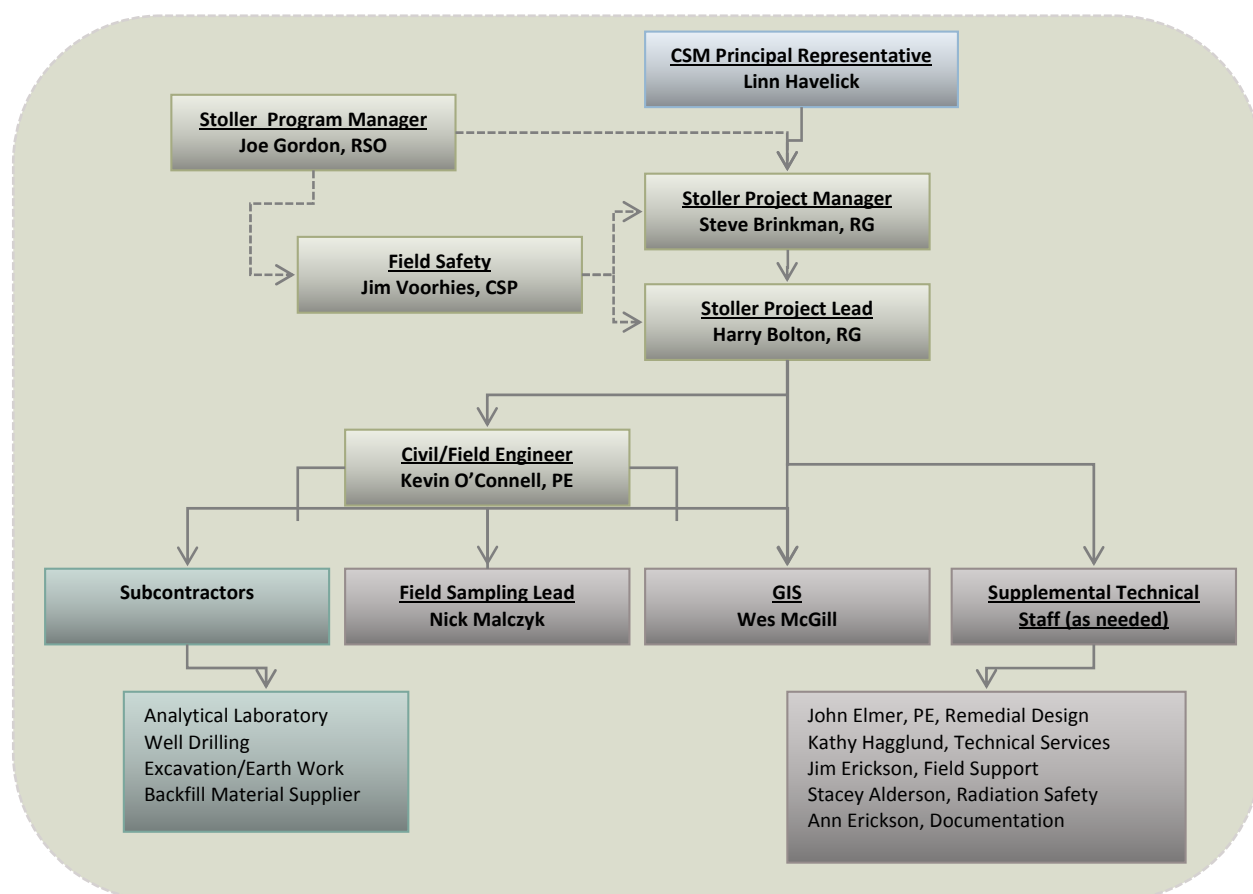 CSM Principal Representative
Linn Havelick
Stoller  Program Manager
Joe Gordon, RSO
Stoller Project Manager
Steve Brinkman, RG
Field Safety
Jim Voorhies, CSP
Stoller Project Lead
Harry Bolton, RG
Civil/Field Engineer
Kevin O’Connell, PE
Subcontractors
Field Sampling Lead
Nick Malczyk
GIS
Wes McGill
Supplemental Technical
Staff (as needed)
Analytical Laboratory
Well Drilling
Excavation/Earth Work
Backfill Material Supplier
John Elmer, PE, Remedial Design
Kathy Hagglund, Technical Services
Jim Erickson, Field Support
Stacey Alderson, Radiation Safety
Ann Erickson, Documentation